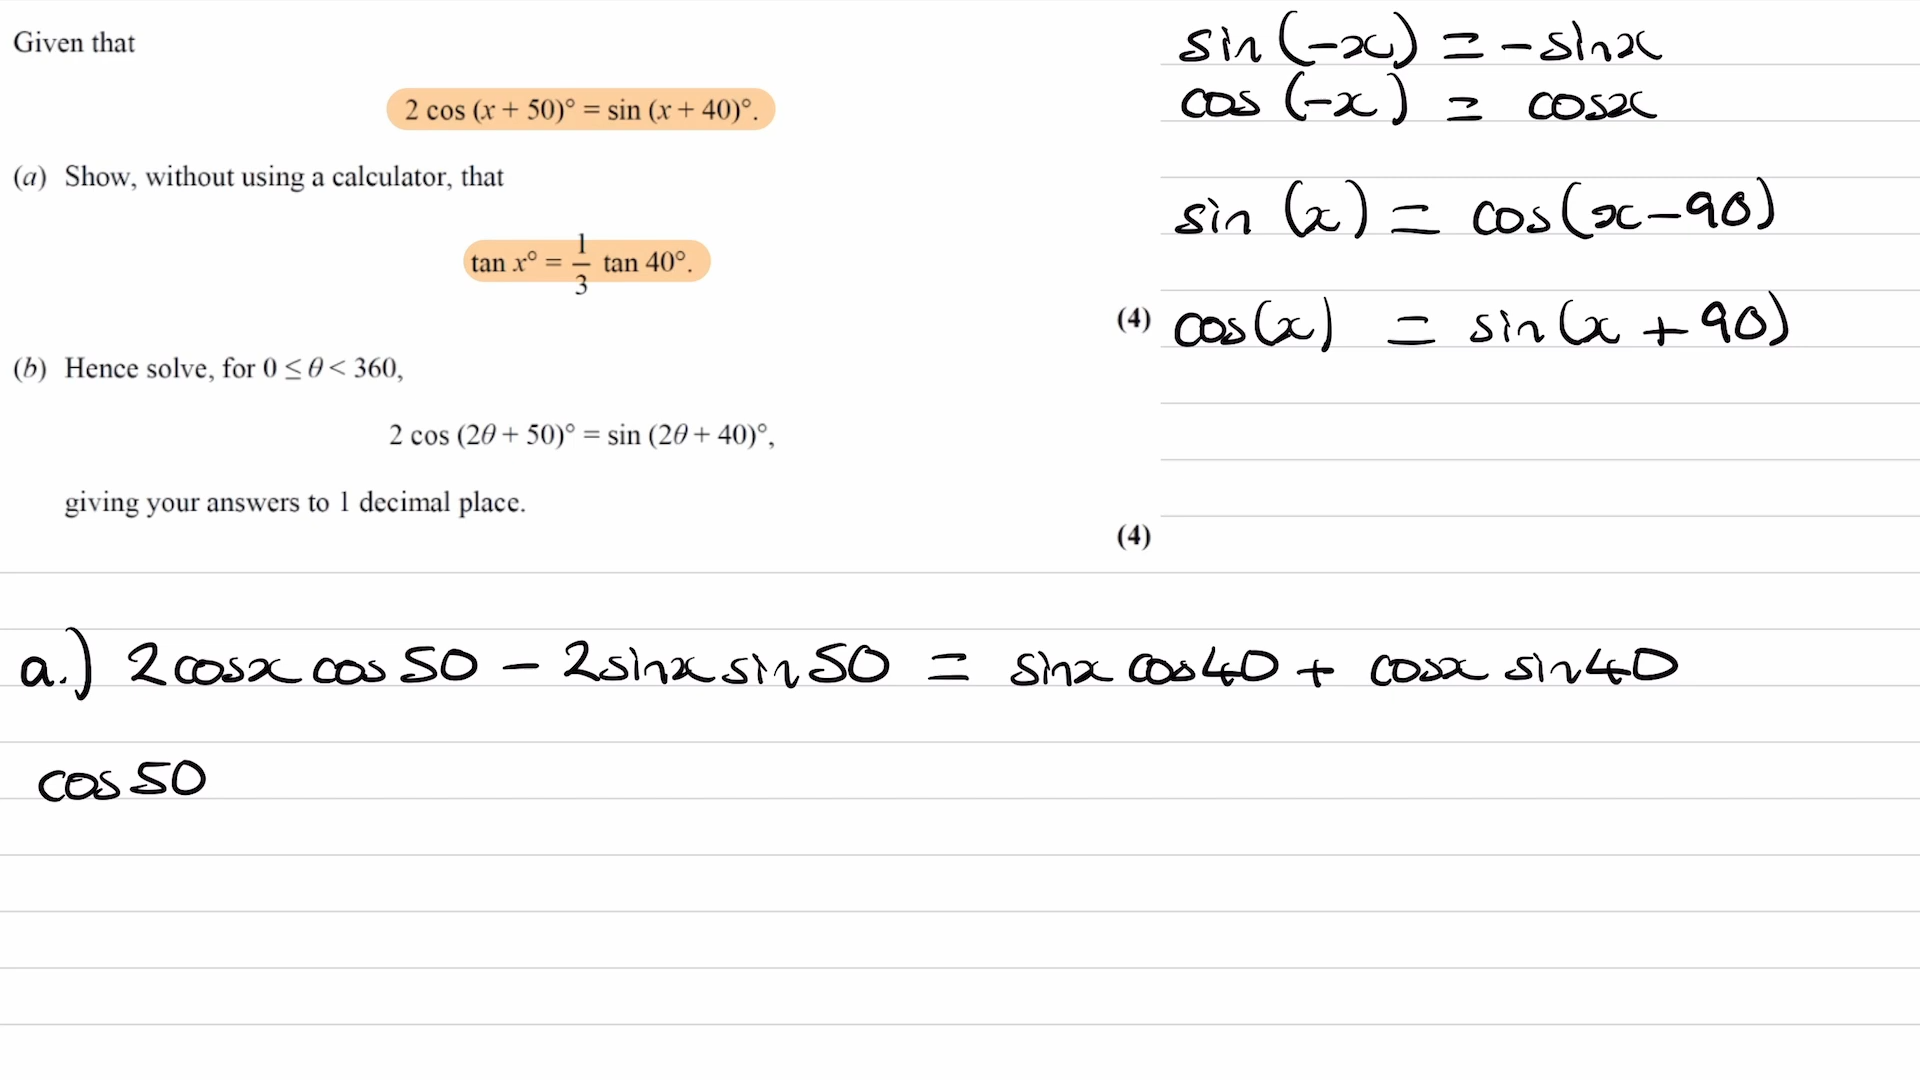 Given that
2 cos (x + 50)° = sin (x + 40)°.
(a) Show, without using a calculator, that
tan x° = 1/3 tan 40°.
(4)
(b) Hence solve, for 0 ≤ θ < 360,
2 cos (2θ + 50)° = sin (2θ + 40)°,
giving your answers to 1 decimal place.
(4)
sin(-x) = -sinx
cos(-x) = cosx
sin(x) = cos(x-90)
cos(x) = sin(x+90)
a.) 2cosx cos50 - 2sinx sin50 = sinx cos40 + cosx sin40
cos50